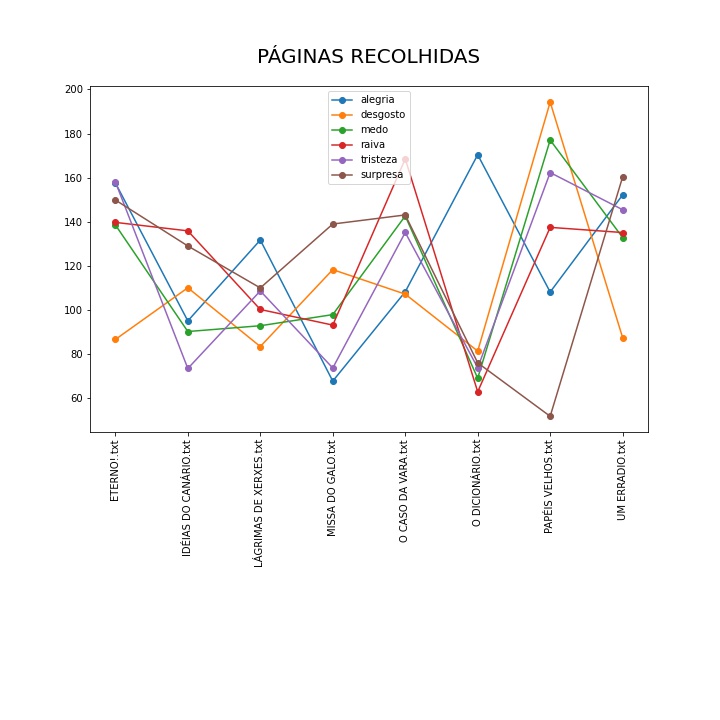 PÁGINAS RECOLHIDAS
alegria
desgosto
medo
raiva
tristeza
surpresa
200
180
160
140
120
100
80
60
ETERNO!.txt
IDÉIAS DO CANÁRIO.txt
LÁGRIMAS DE XERXES.txt
MISSA DO GALO.txt
O CASO DA VARA.txt
O DICIONÁRIO.txt
PAPÉIS VELHOS.txt
UM ERRADIO.txt